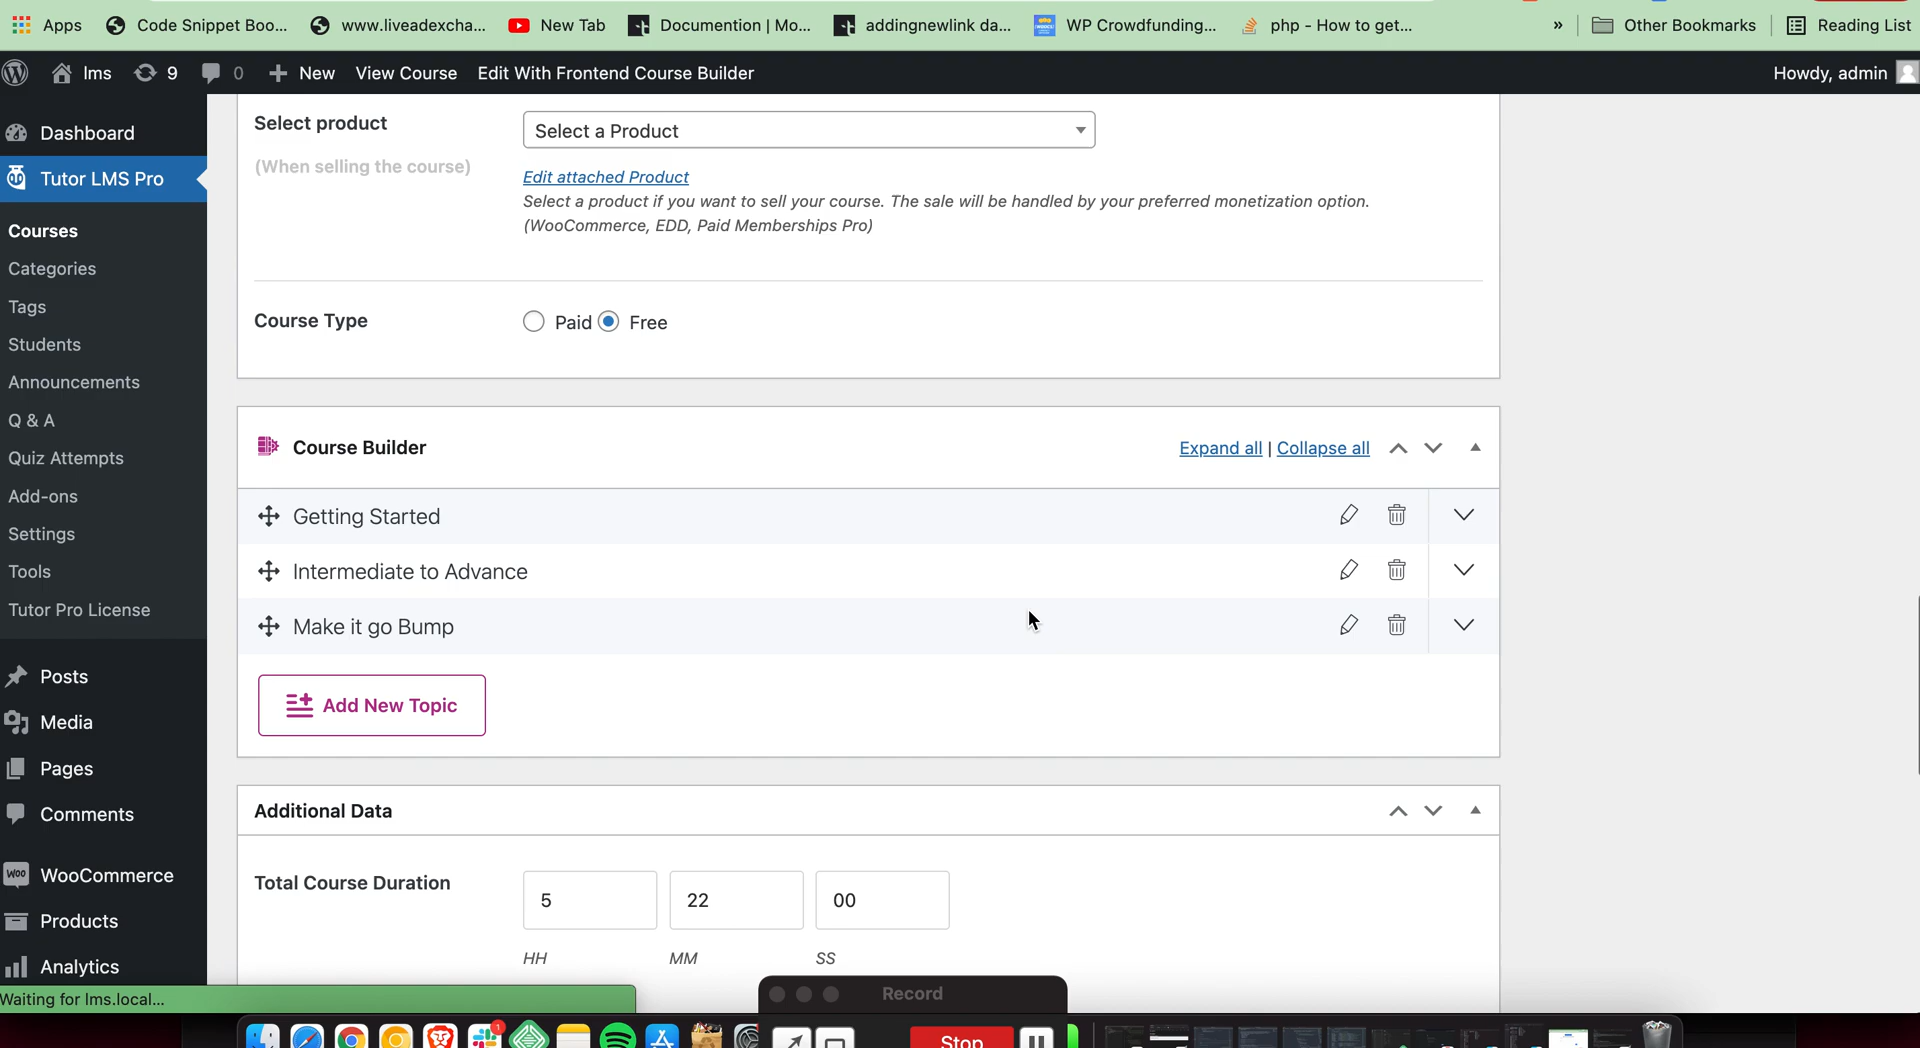 Apps Code Snippet Boo... www.liveadexcha... New Tab Documention | Mo... addingnewlink da... WP Crowdfunding... php - How to get... » Other Bookmarks Reading List
lms 9 0 New View Course Edit With Frontend Course Builder Howdy, admin
Dashboard
Tutor LMS Pro
Courses
Categories
Tags
Students
Announcements
Q & A
Quiz Attempts
Add-ons
Settings
Tools
Tutor Pro License
Posts
Media
Pages
Comments
WOO WooCommerce
Products
Analytics
Waiting for lms.local...
Select product
(When selling the course)
Select a Product
Edit attached Product
Select a product if you want to sell your course. The sale will be handled by your preferred monetization option.
(WooCommerce, EDD, Paid Memberships Pro)
Course Type Paid Free
Course Builder Expand all | Collapse all
Getting Started
Intermediate to Advance
Make it go Bump
Add New Topic
Additional Data
Total Course Duration 5 22 00
HH MM SS
Record
1
Stop